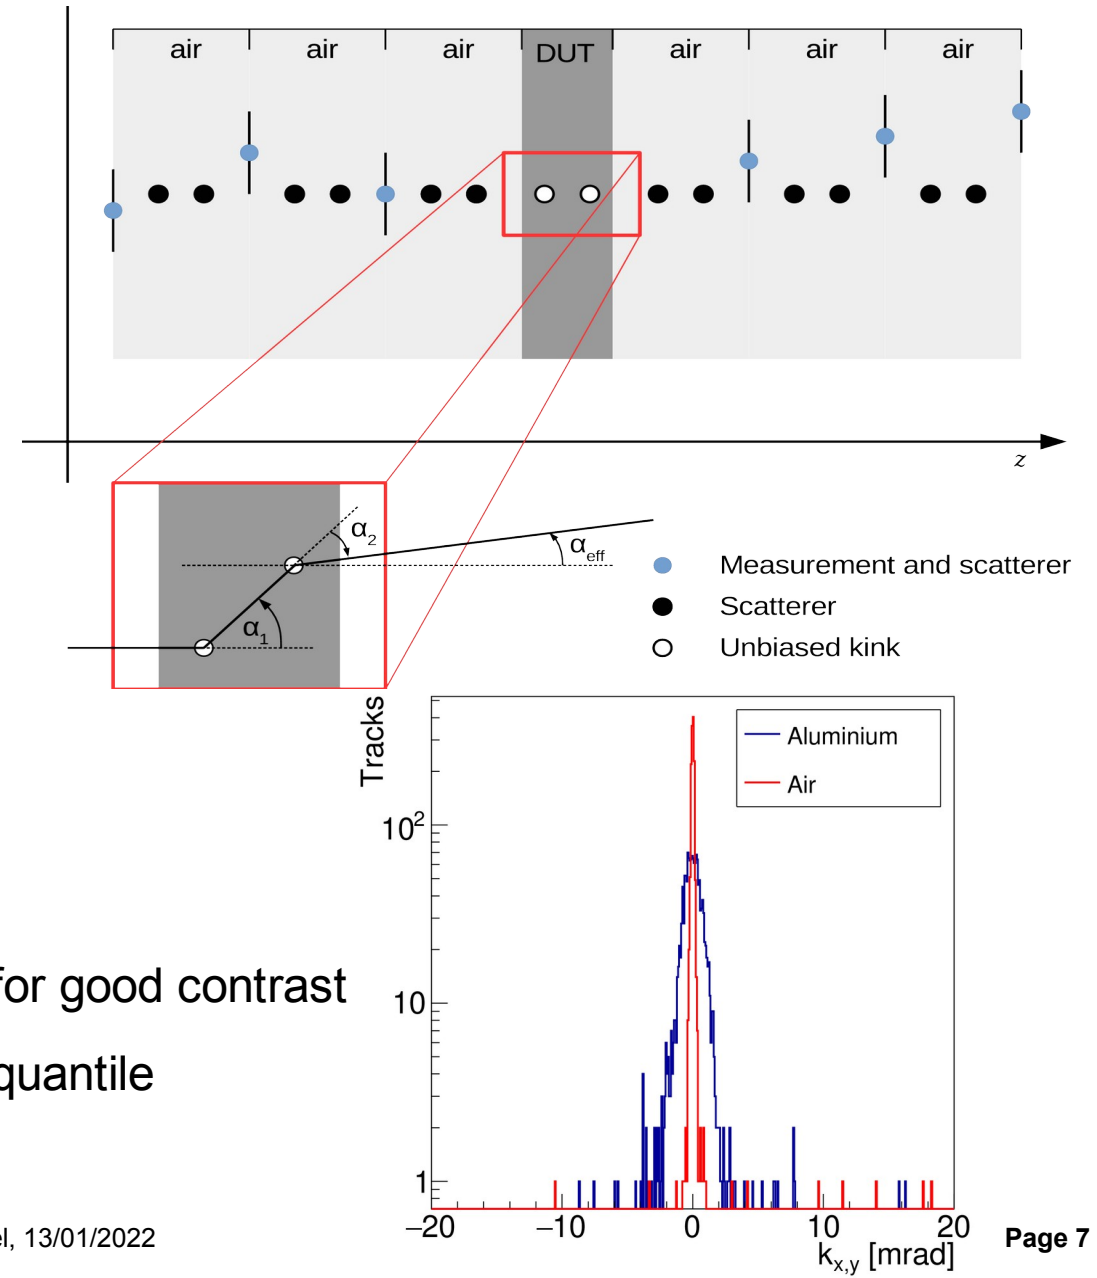 air air air DUT air air air
z
α2
αeff
α1
Measurement and scatterer
Scatterer
Unbiased kink
Tracks
Aluminium
Air
10²
10
1
−20 −10 0 10 20
kx,y [mrad]
for good contrast
quantile
13/01/2022
Page 7